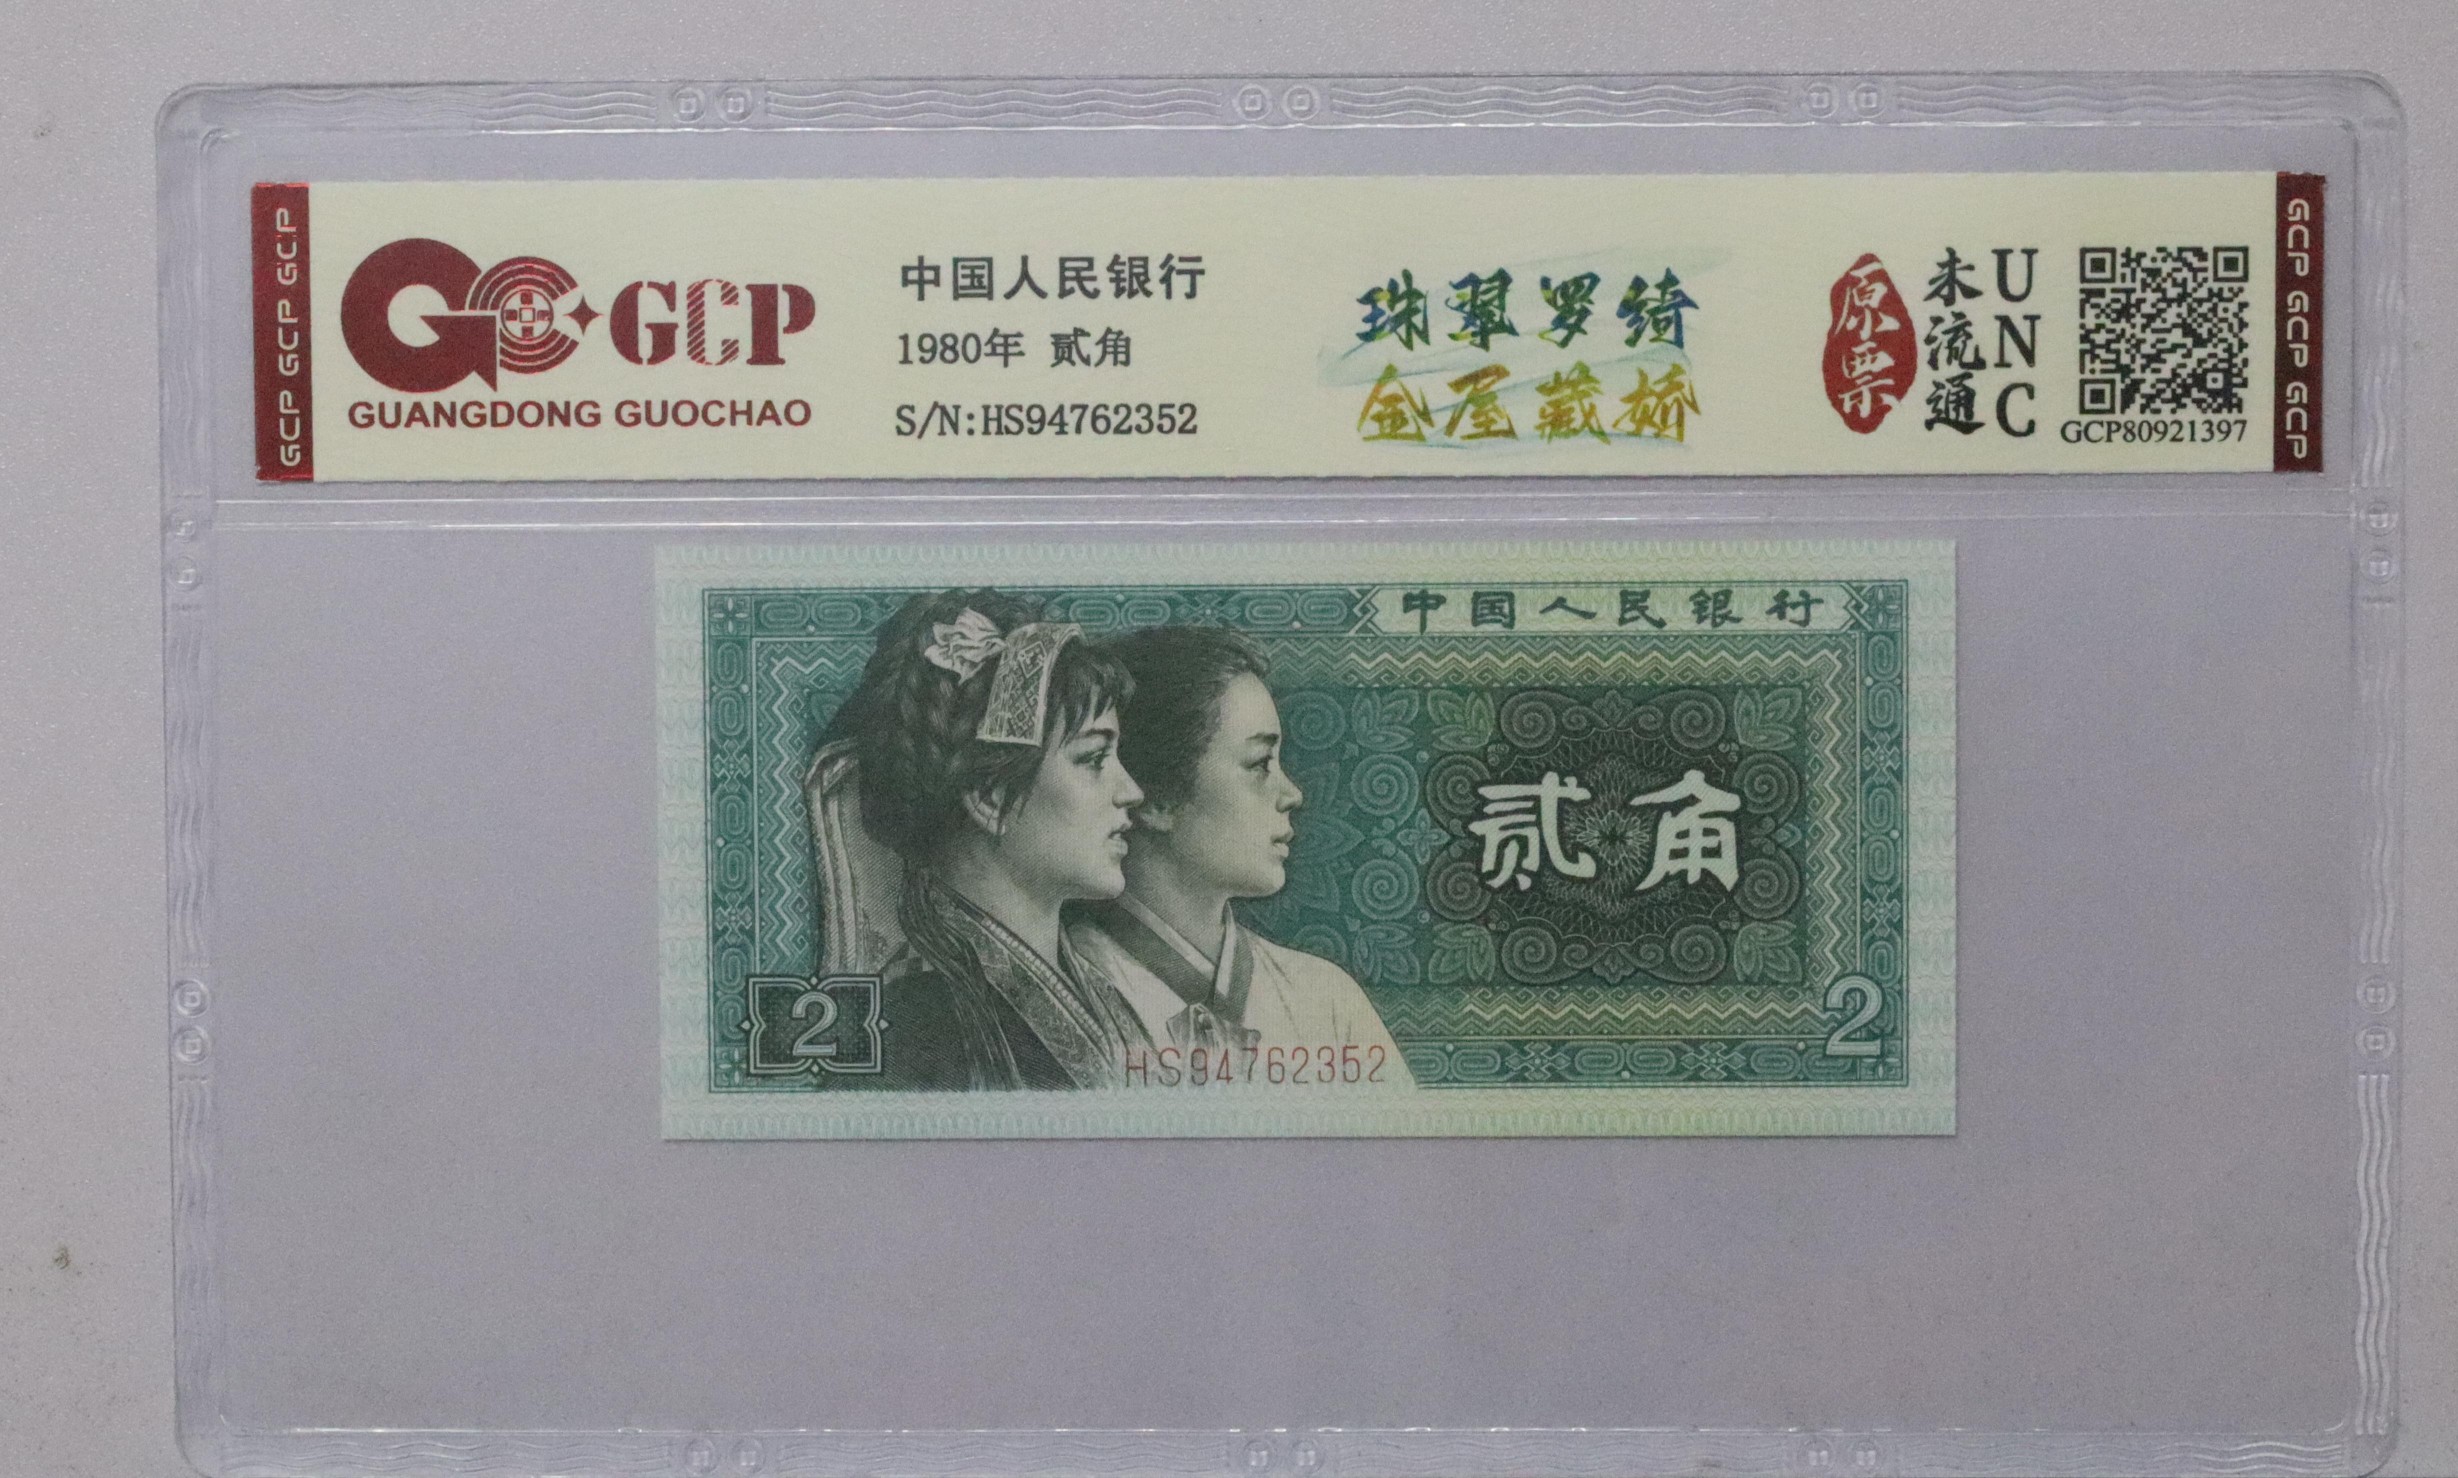 GCP GCP GCP
GCP
GUANGDONG GUOCHAO
中国人民银行
1980年 贰角
S/N:HS94762352
珠翠罗绮
金屋藏娇
原票
未流通
UNC
GCP80921397
GCP GCP GCP
中国人民银行
贰角
2
2
HS94762352